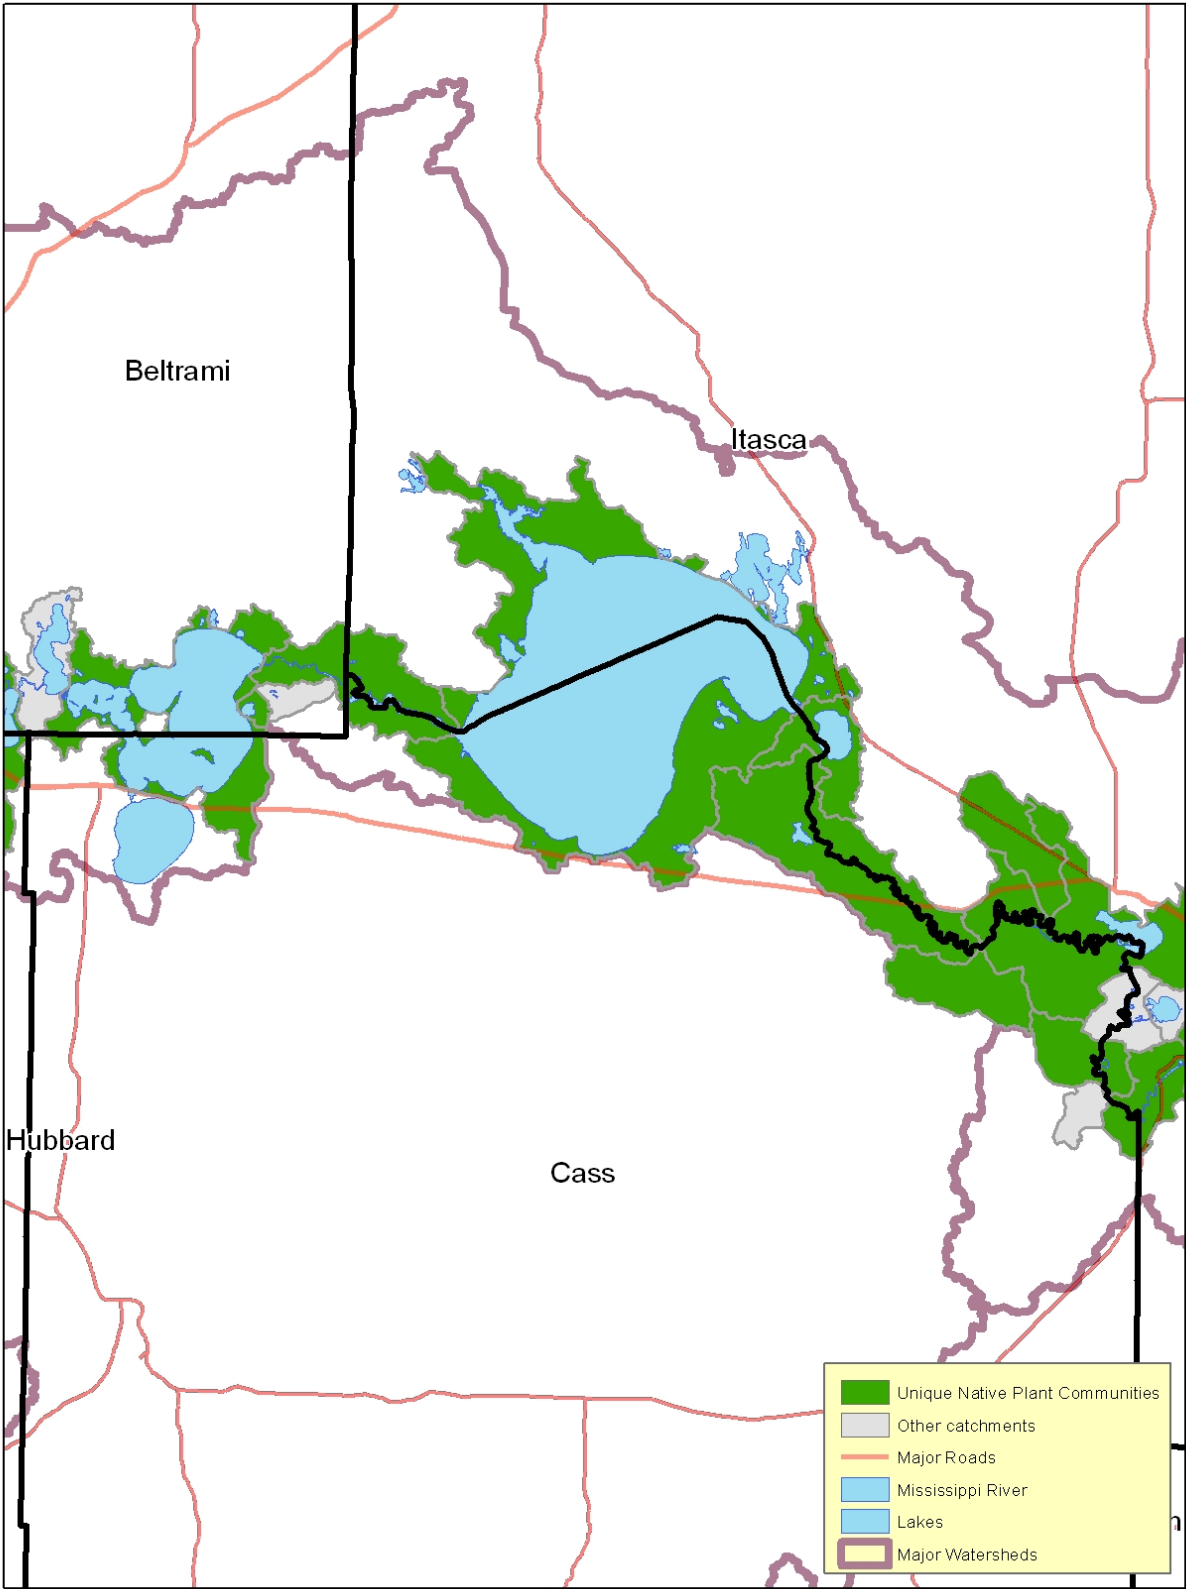 Beltrami
Itasca
Hubbard
Cass
Unique Native Plant Communities
Other catchments
Major Roads
Mississippi River
Lakes
Major Watersheds